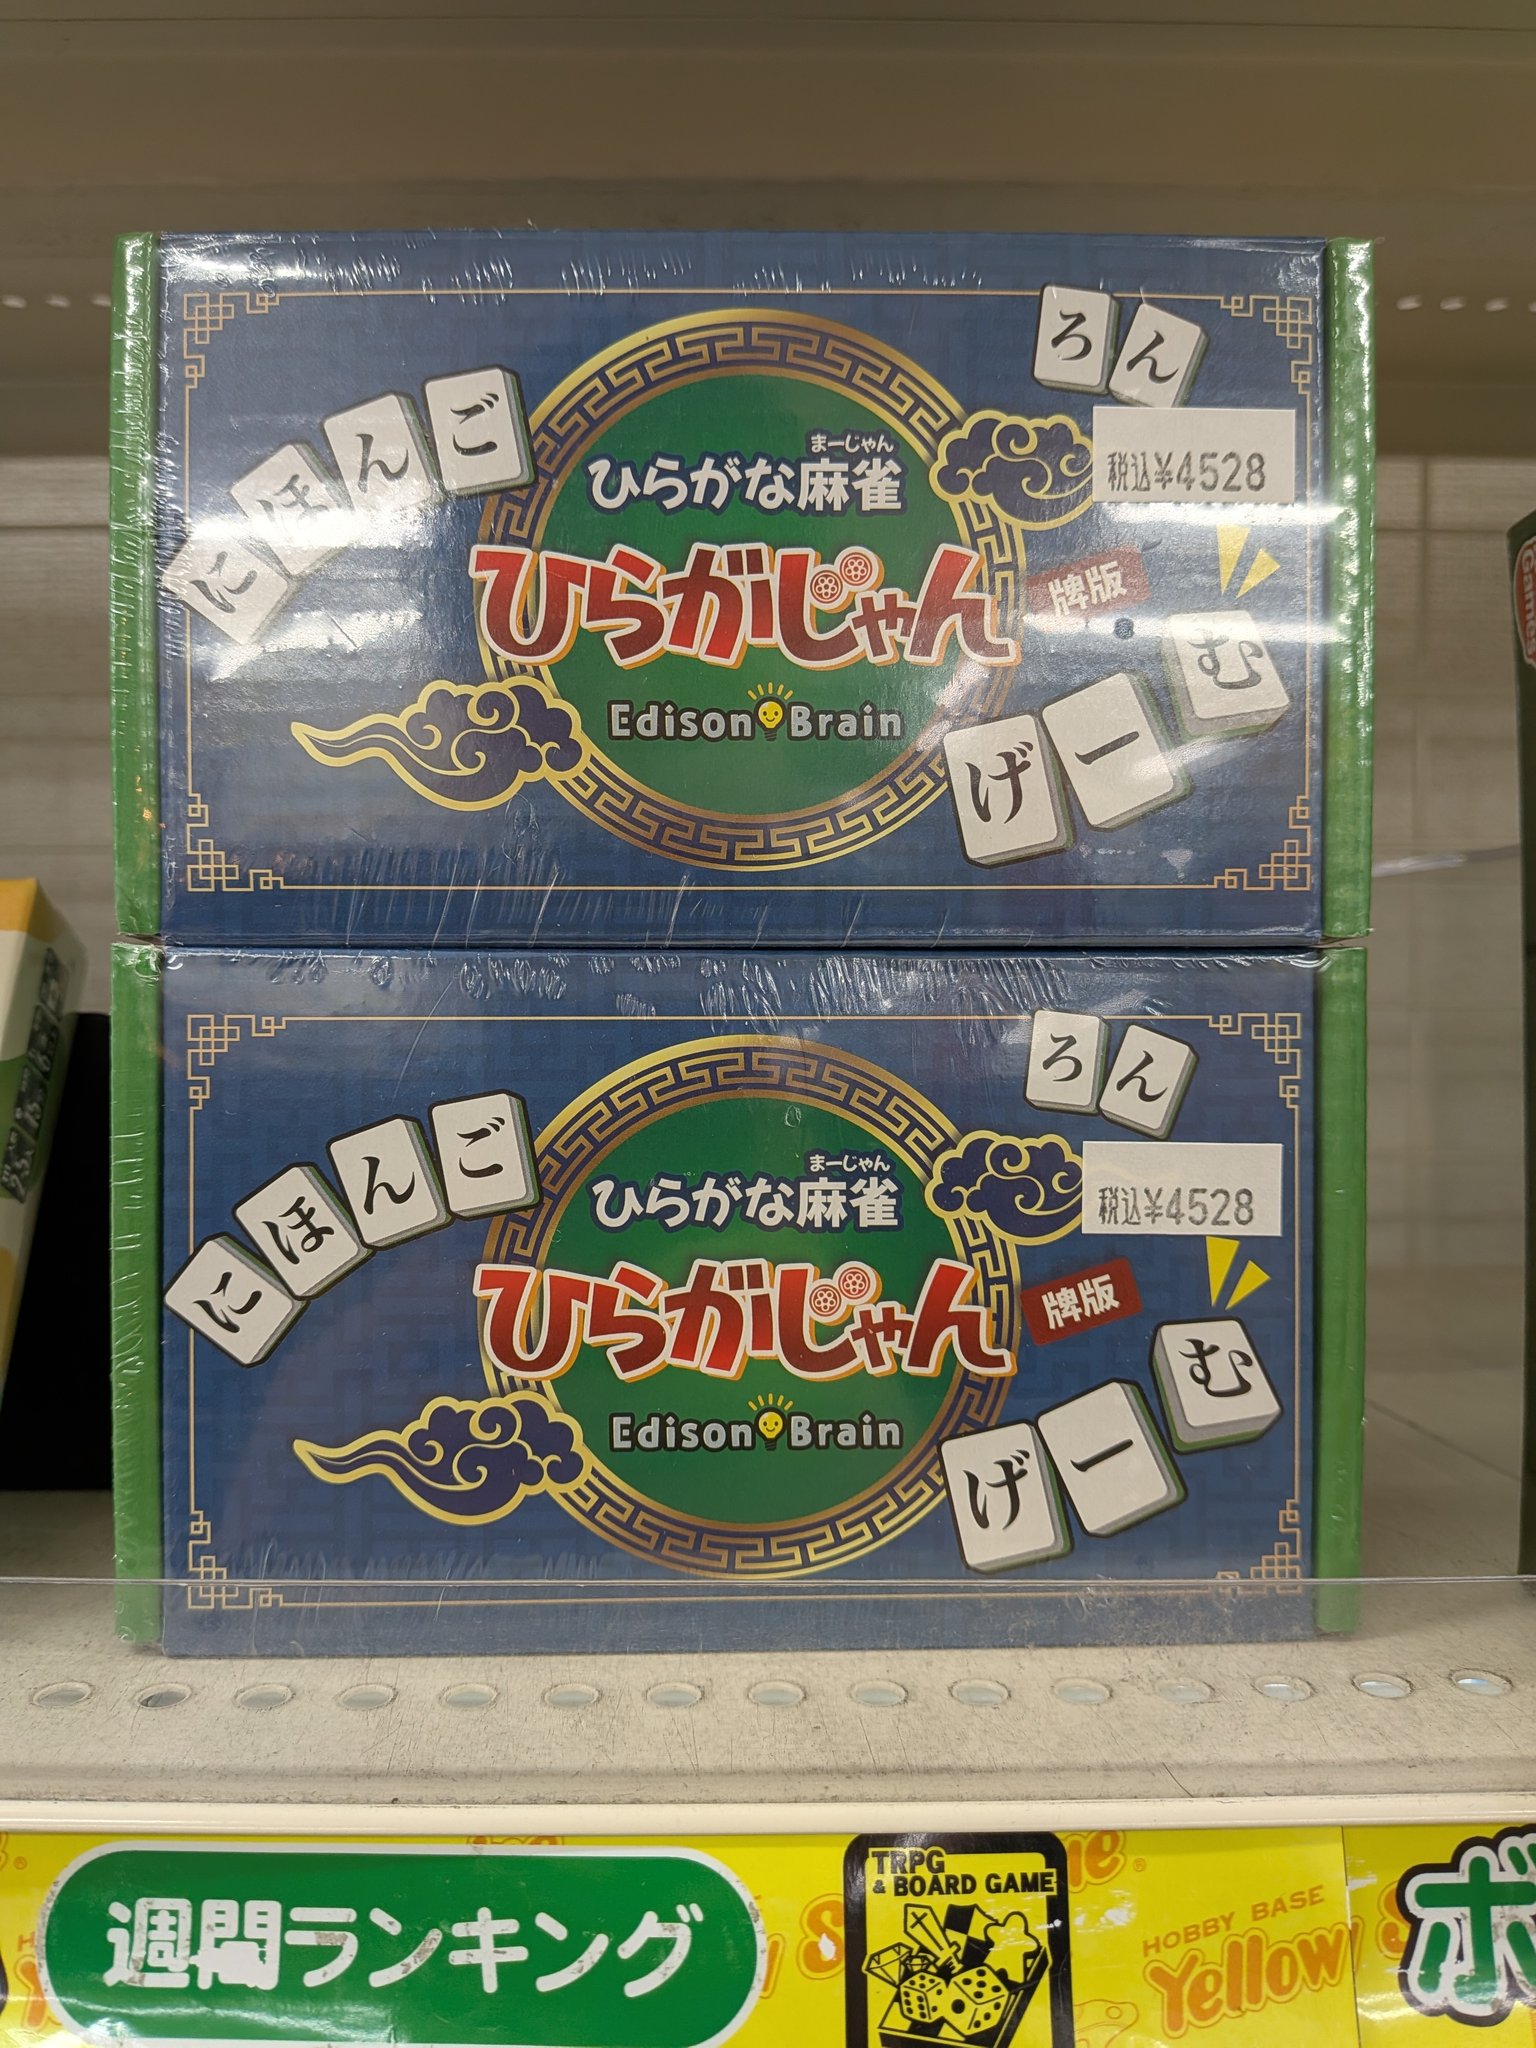 ろん
にほんご
税込¥4528
まーじゃん
ひらがな麻雀
ひらがじゃん
牌版
Edison Brain
げーむ
ろん
にほんご
税込¥4528
まーじゃん
ひらがな麻雀
ひらがじゃん
牌版
Edison Brain
げーむ
週間ランキング
TRPG
& BOARD GAME
HOBBY BASE
Yellow
ボ